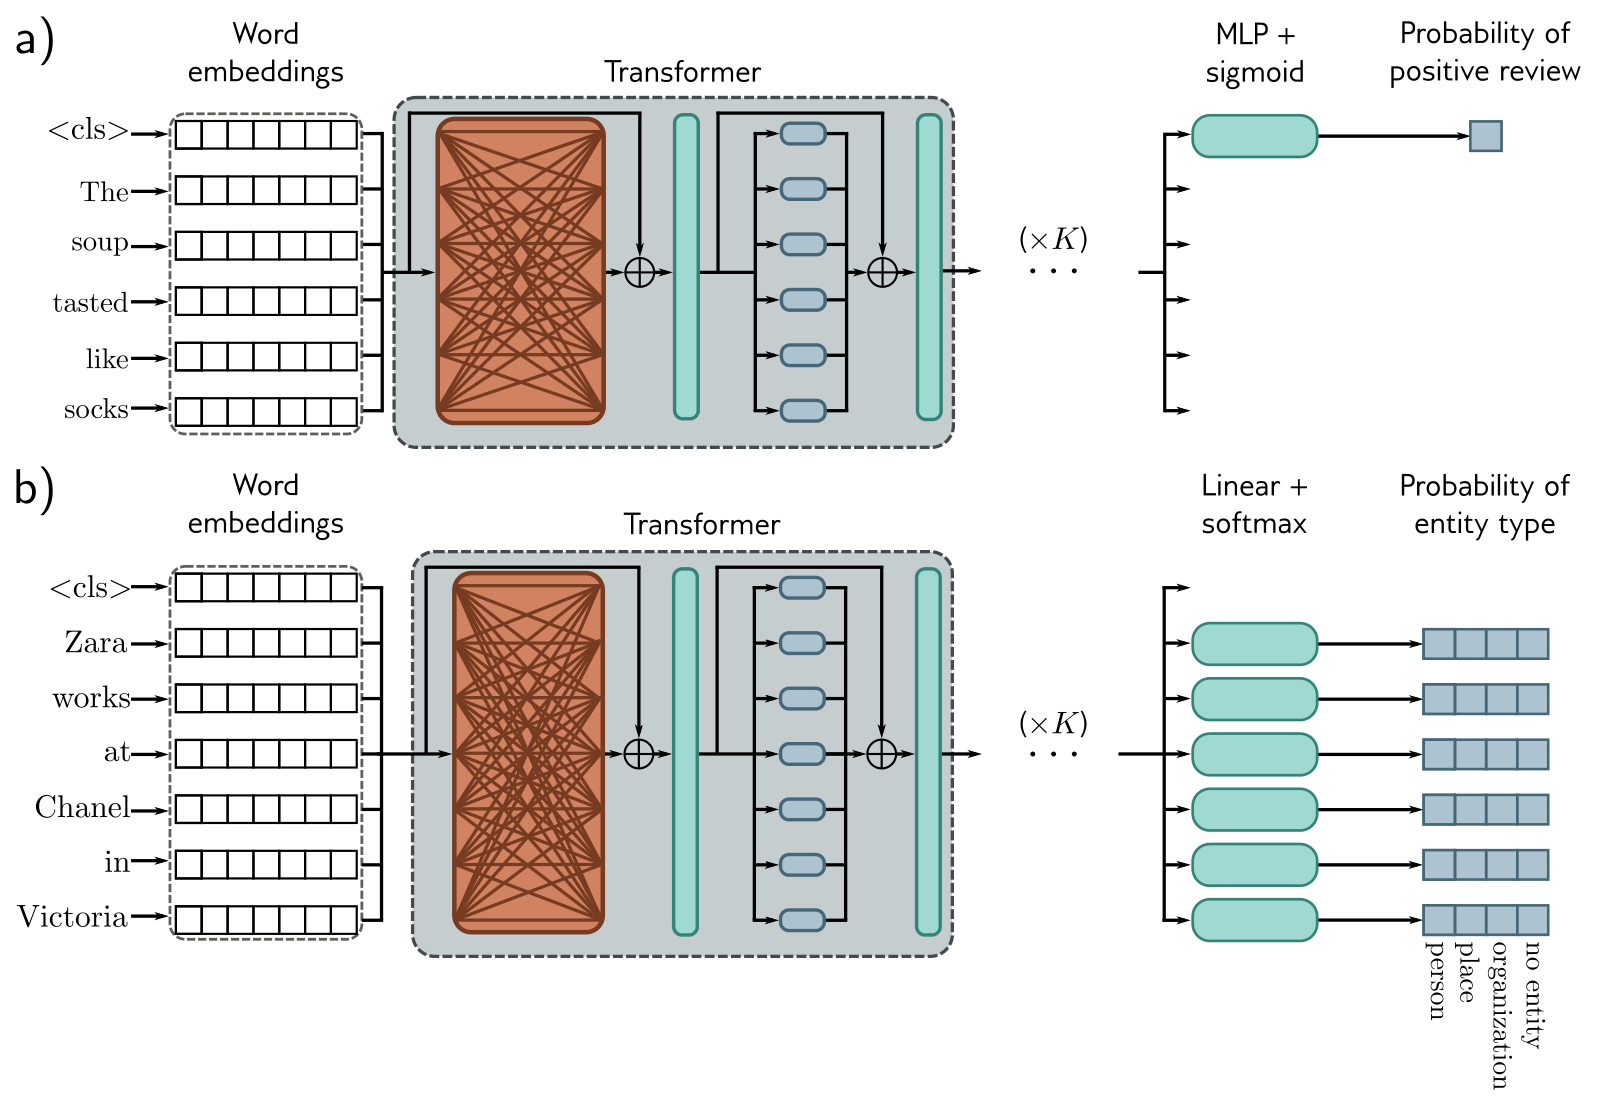 a)
Word
embeddings
Transformer
MLP +
sigmoid
Probability of
positive review
<cls>
The
soup
tasted
like
socks
(×K)
· · ·
b)
Word
embeddings
Transformer
Linear +
softmax
Probability of
entity type
<cls>
Zara
works
at
Chanel
in
Victoria
(×K)
· · ·
person
place
organization
no entity